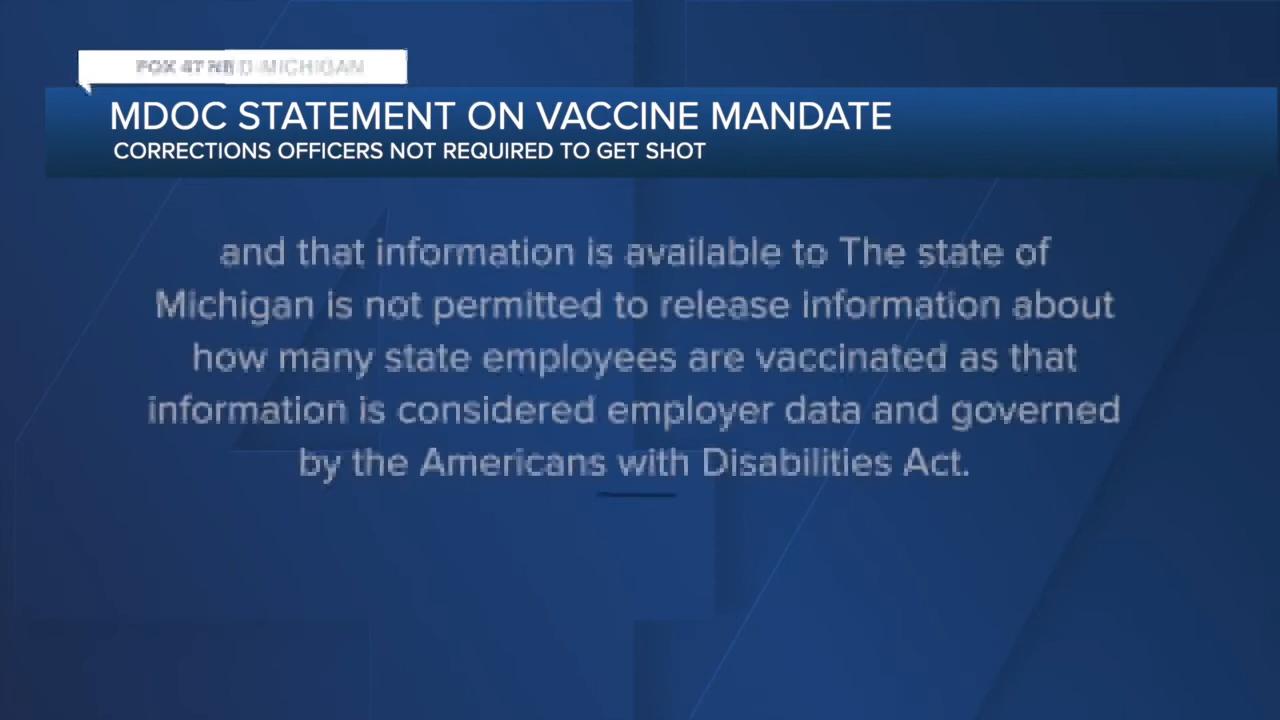 MICHIGAN
MDOC STATEMENT ON VACCINE MANDATE
CORRECTIONS OFFICERS NOT REQUIRED TO GET SHOT
and that information is available to The state of
Michigan is not permitted to release information about
how many state employees are vaccinated as that
information is considered employer data and governed
by the Americans with Disabilities Act.